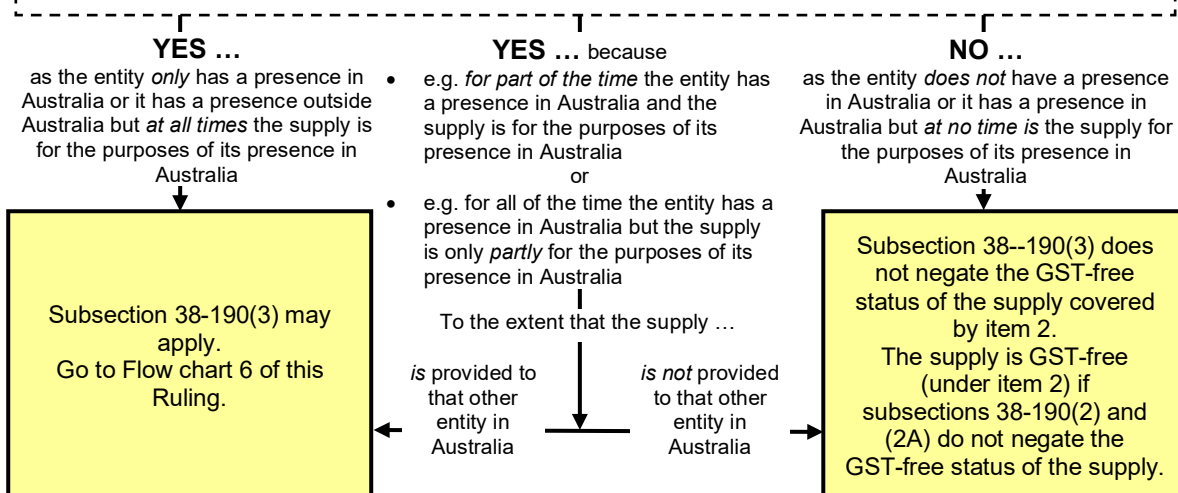 YES …
as the entity only has a presence in
Australia or it has a presence outside
Australia but at all times the supply is
for the purposes of its presence in
Australia
YES … because
• e.g. for part of the time the entity has
a presence in Australia and the
supply is for the purposes of its
presence in Australia
or
• e.g. for all of the time the entity has a
presence in Australia but the supply
is only partly for the purposes of its
presence in Australia
NO …
as the entity does not have a presence
in Australia or it has a presence in
Australia but at no time is the supply for
the purposes of its presence in
Australia
Subsection 38-190(3) may
apply.
Go to Flow chart 6 of this
Ruling.
To the extent that the supply …
is provided to
that other
entity in
Australia
is not provided
to that other
entity in
Australia
Subsection 38--190(3) does
not negate the GST-free
status of the supply covered
by item 2.
The supply is GST-free
(under item 2) if
subsections 38-190(2) and
(2A) do not negate the
GST-free status of the supply.